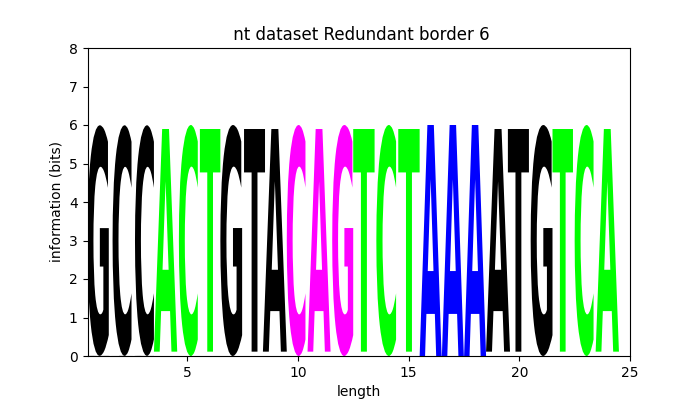 nt dataset Redundant border 6
information (bits)
8
7
6
5
4
3
2
1
0
GCCACTGTACAGTCTAAAATGTCA
5 10 15 20 25
length